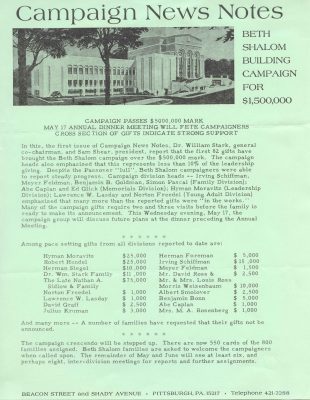 Campaign News Notes
BETH
SHALOM
BUILDING
CAMPAIGN
FOR
$1,500,000
CAMPAIGN PASSES $5000,000 MARK
MAY 17 ANNUAL DINNER MEETING WILL FETE CAMPAIGNERS
CROSS SECTION OF GIFTS INDICATE STRONG SUPPORT
In this, the first issue of Campaign News Notes, Dr. William Stark, general
co-chairman, and Sam Shear, president, report that the first 82 gifts have
brought the Beth Shalom campaign over the $500,000 mark. The campaign
heads also emphasized that this represents less than 10% of the leadership
giving. Despite the Passover "lull", Beth Shalom campaigners were able
to report steady progress. Campaign division heads -- Irving Schiffman,
Meyer Feldman, Benjamin R. Goldman, Simon Pascal (Family Division);
Abe Caplan and Ed Glick (Memorials Division); Hyman Moravitz (Leadership
Division); Lawrence W. Lasday and Norton Freedel (Young Adult Division)
emphasized that many more than the reported gifts were "in the works."
Many of the campaign gifts require two and three visits before the family is
ready to make its announcement. This Wednesday evening, May 17, the
campaign group will discuss future plans at the dinner preceding the Annual
Meeting.
* * * * * *
Among pace setting gifts from all divisions reported to date are:
Hyman Moravitz $25,000 Herman Foreman $ 5,000
Robert Rindel $25,000 Irving Schiffman $ 15,000
Herman Slegel $10,000 Meyer Feldman $ 1,500
Dr. Wm. Stark Family $11,000 Dr. David Ross & $ 2,500
The Late Nathan A. $75,000 Mr. & Mrs. Louis Ross
Sidlow & Family Morris Weissbaum $ 10,000
Norton Freedel $ 1,000 Albert Snoolover $ 2,500
Lawrence W. Lasday $ 1,000 Benjamin Bonn $ 5,000
David Graff $ 2,500 Abe Caplan $ 1,000
Julius Kirman $ 3,000 Mrs. M. A. Rosenberg $ 1,000
And many more -- A number of families have requested that their gifts not be
announced.
* * * * * *
The campaign crescendo will be stepped up. There are now 550 cards of the 800
families assigned. Beth Shalom families are asked to welcome the campaigners
when called upon. The remainder of May and June will see at least six, and
perhaps eight, inter-division meetings for reports and further assignments.
BEACON STREET and SHADY AVENUE - PITTSBURGH, PA. 15217 - Telephone 421-2288